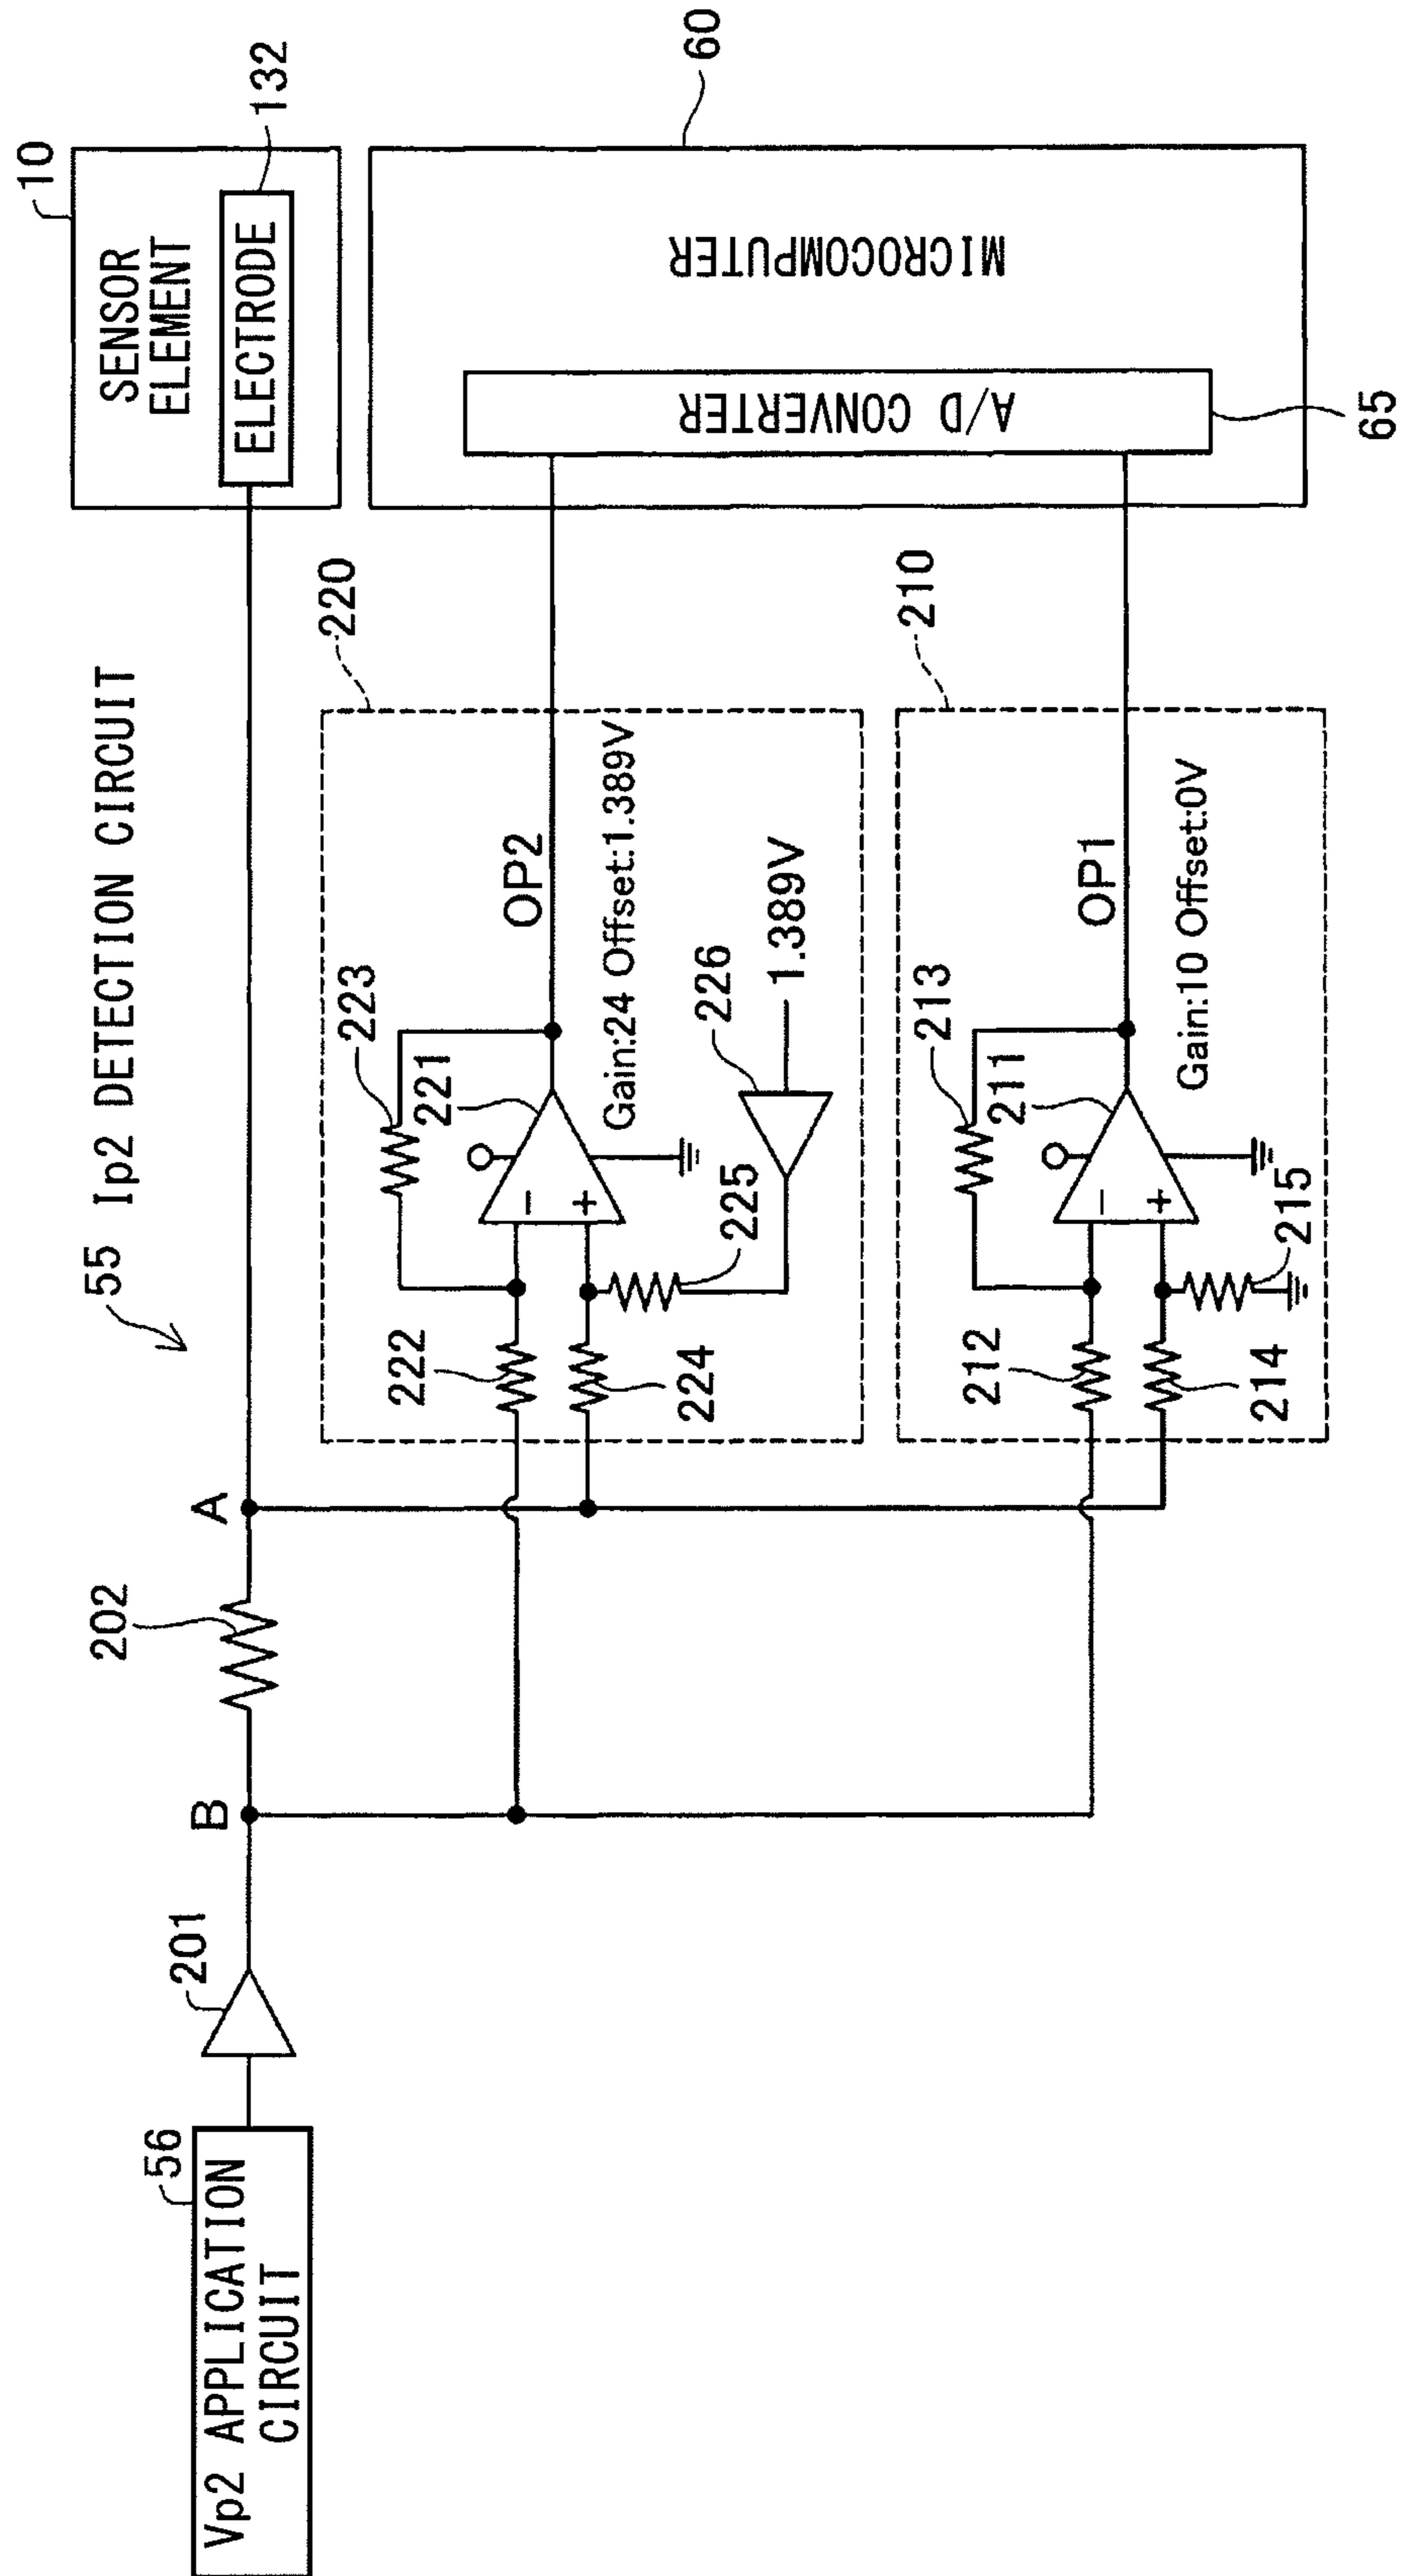 55 Ip2 DETECTION CIRCUIT
56
Vp2 APPLICATION
CIRCUIT
201
B
202
A
10
SENSOR
ELEMENT
ELECTRODE
132
220
222
223
221
224
225
226
OP2
Gain:24 Offset:1.389V
1.389V
210
212
213
211
214
215
OP1
Gain:10 Offset:0V
60
MICROCOMPUTER
A/D CONVERTER
65